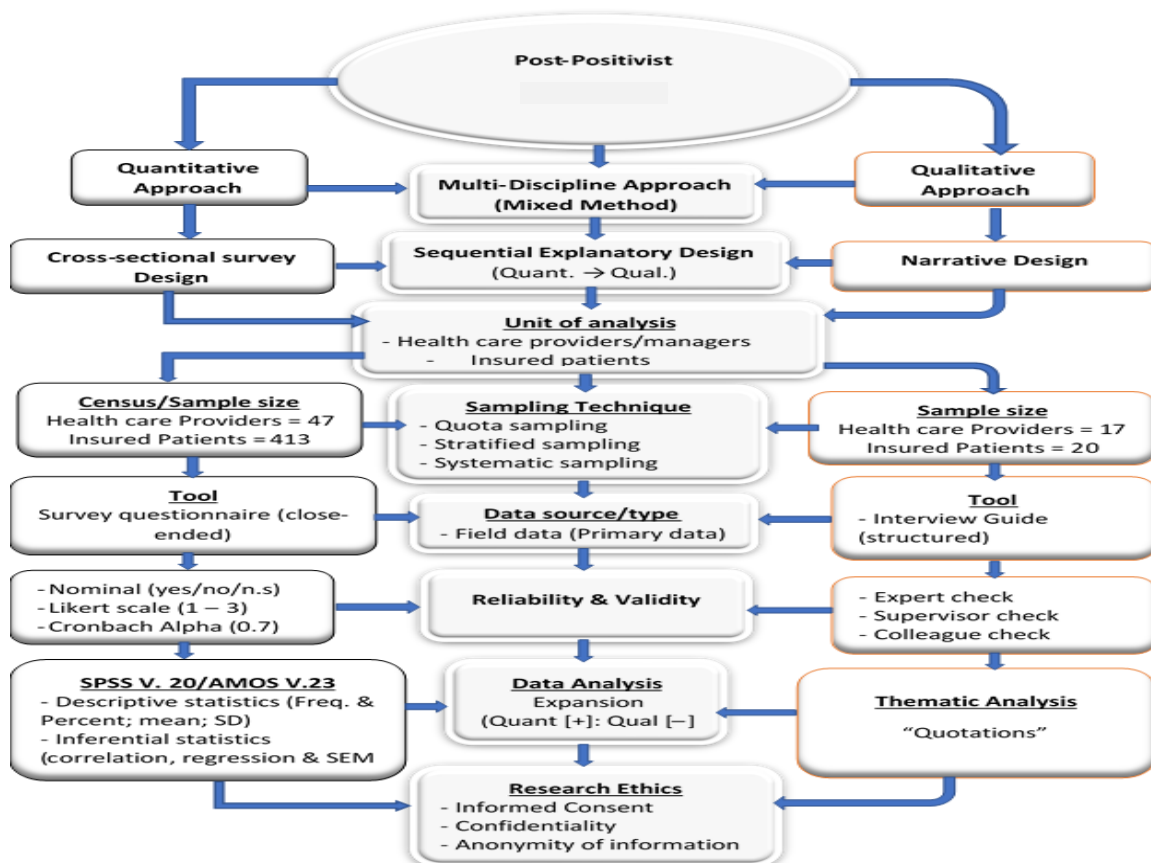 Post-Positivist
Quantitative
Approach
Multi-Discipline Approach
(Mixed Method)
Qualitative
Approach
Cross-sectional survey
Design
Sequential Explanatory Design
(Quant. → Qual.)
Narrative Design
Unit of analysis
- Health care providers/managers
- Insured patients
Census/Sample size
Health care Providers = 47
Insured Patients = 413
Sampling Technique
- Quota sampling
- Stratified sampling
- Systematic sampling
Sample size
Health care Providers = 17
Insured Patients = 20
Tool
Survey questionnaire (close-
ended)
Data source/type
- Field data (Primary data)
Tool
- Interview Guide
(structured)
- Nominal (yes/no/n.s)
- Likert scale (1 – 3)
- Cronbach Alpha (0.7)
Reliability & Validity
- Expert check
- Supervisor check
- Colleague check
SPSS V. 20/AMOS V.23
- Descriptive statistics (Freq. &
Percent; mean; SD)
- Inferential statistics
(correlation, regression & SEM
Data Analysis
Expansion
(Quant [+]: Qual [–]
Thematic Analysis
“Quotations”
Research Ethics
- Informed Consent
- Confidentiality
- Anonymity of information